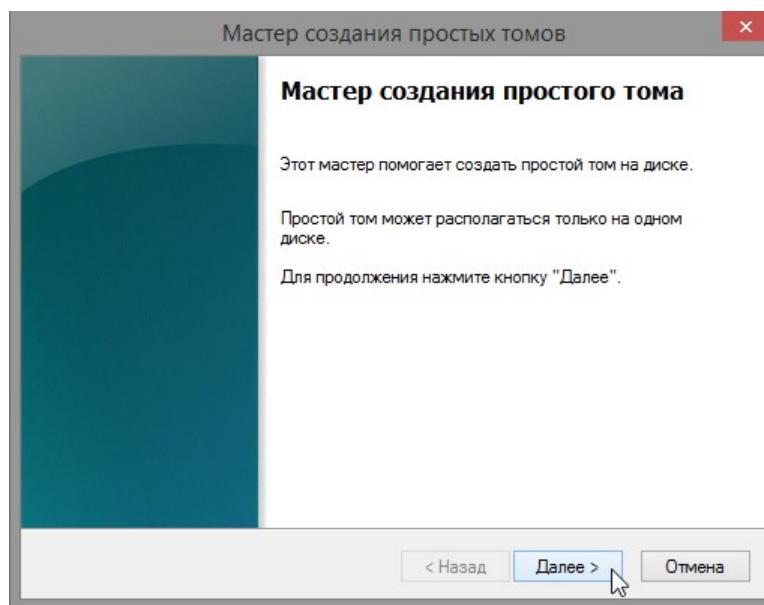 Мастер создания простых томов
Мастер создания простого тома
Этот мастер помогает создать простой том на диске.
Простой том может располагаться только на одном
диске.
Для продолжения нажмите кнопку "Далее".
< Назад
Далее >
Отмена